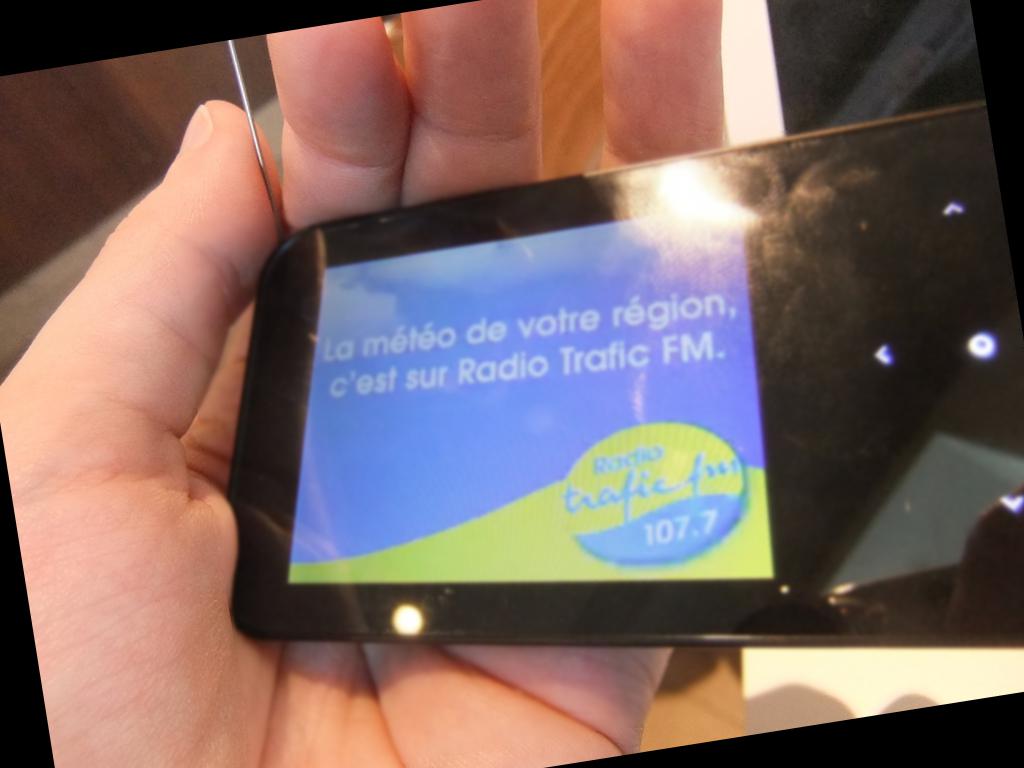 La météo de votre région,
c'est sur Radio Trafic FM.
Radio
trafic fm
107.7